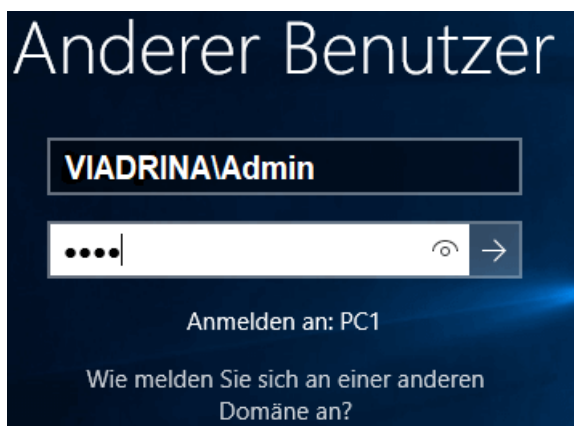 Anderer Benutzer
VIADRINA\Admin
••••
Anmelden an: PC1
Wie melden Sie sich an einer anderen
Domäne an?